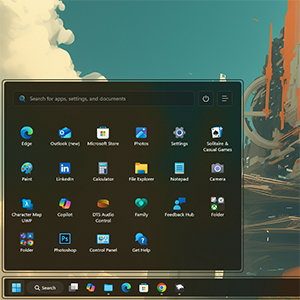 Search for apps, settings, and documents
Edge
Outlook (new)
Microsoft Store
Photos
Settings
Solitaire &
Casual Games
Paint
LinkedIn
Calculator
File Explorer
Notepad
Camera
Character Map
UWP
Copilot
DTS Audio
Control
Family
Feedback Hub
Folder
Folder
Photoshop
Control Panel
Get Help
Search